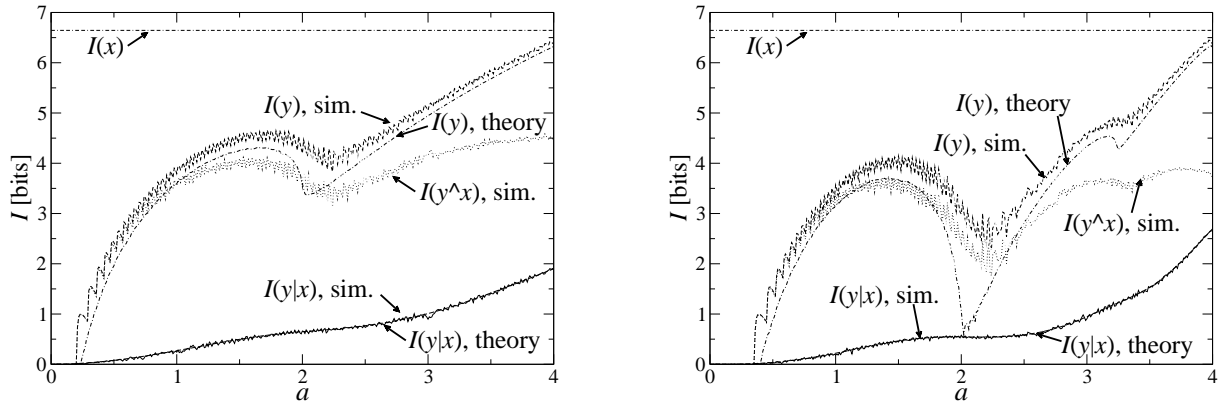 7
6
5
4
3
2
1
0
I [bits]
0 1 2 3 4
a
I(x)
I(y), sim.
I(y), theory
I(y^x), sim.
I(y|x), sim.
I(y|x), theory
7
6
5
4
3
2
1
0
I [bits]
0 1 2 3 4
a
I(x)
I(y), theory
I(y), sim.
I(y^x), sim.
I(y|x), sim.
I(y|x), theory